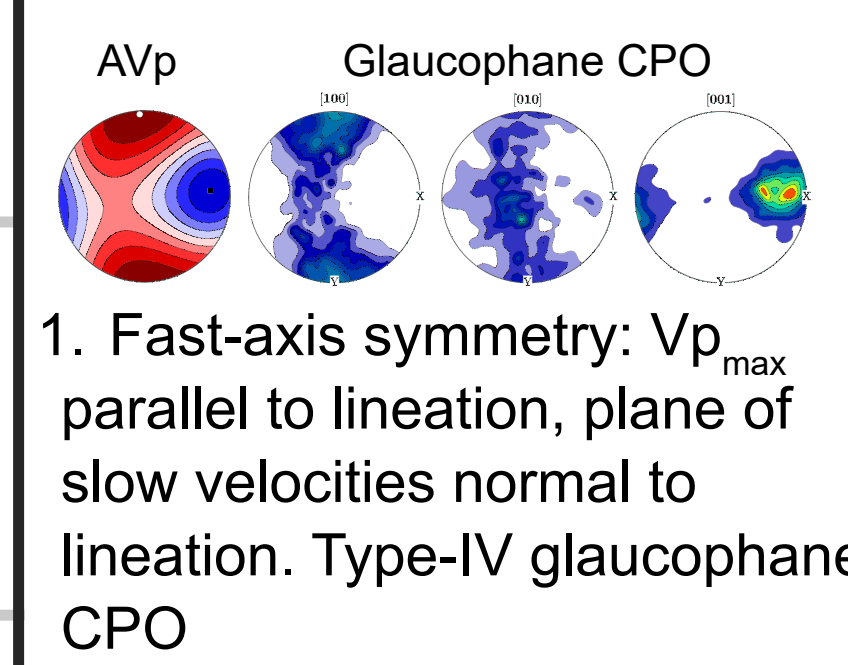 AVp Glaucophane CPO
[100] [010] [001]
X X X
Y Y Y
1. Fast-axis symmetry: Vpmax
parallel to lineation, plane of
slow velocities normal to
lineation. Type-IV glaucophane
CPO